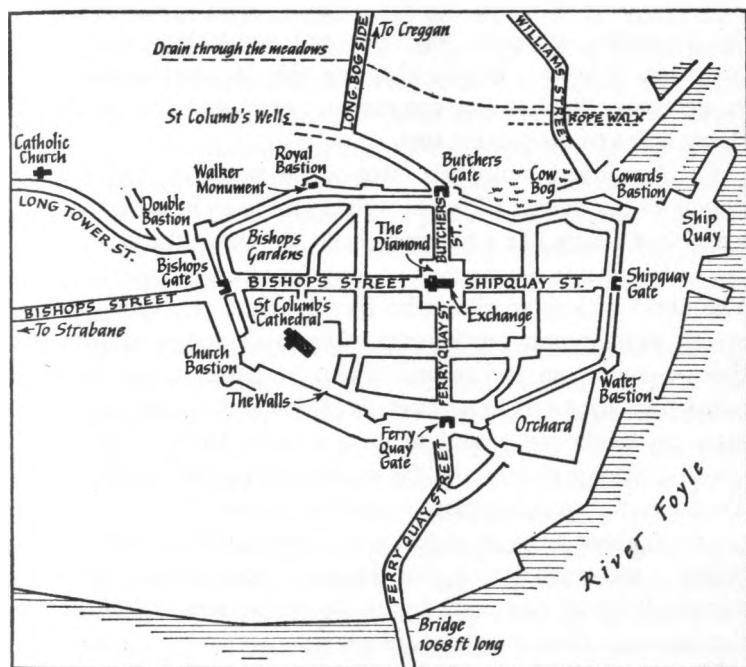 To Creggan
Drain through the meadows
LONG BOG SIDE
WILLIAMS STREET
St Columb's Wells
ROPE WALK
Catholic
Church
Royal
Bastion
Walker
Monument
Butchers
Gate
Cow
Bog
Cowards
Bastion
LONG TOWER ST.
Double
Bastion
Ship
Quay
Bishops
Gardens
The
Diamond
BUTCHERS
ST.
Bishops
Gate
BISHOPS STREET
SHIPQUAY ST.
Shipquay
Gate
BISHOPS STREET
To Strabane
St Columb's
Cathedral
Exchange
FERRY QUAY ST.
Church
Bastion
Water
Bastion
The Walls
Orchard
Ferry
Quay
Gate
FERRY QUAY STREET
River Foyle
Bridge
1068 ft long